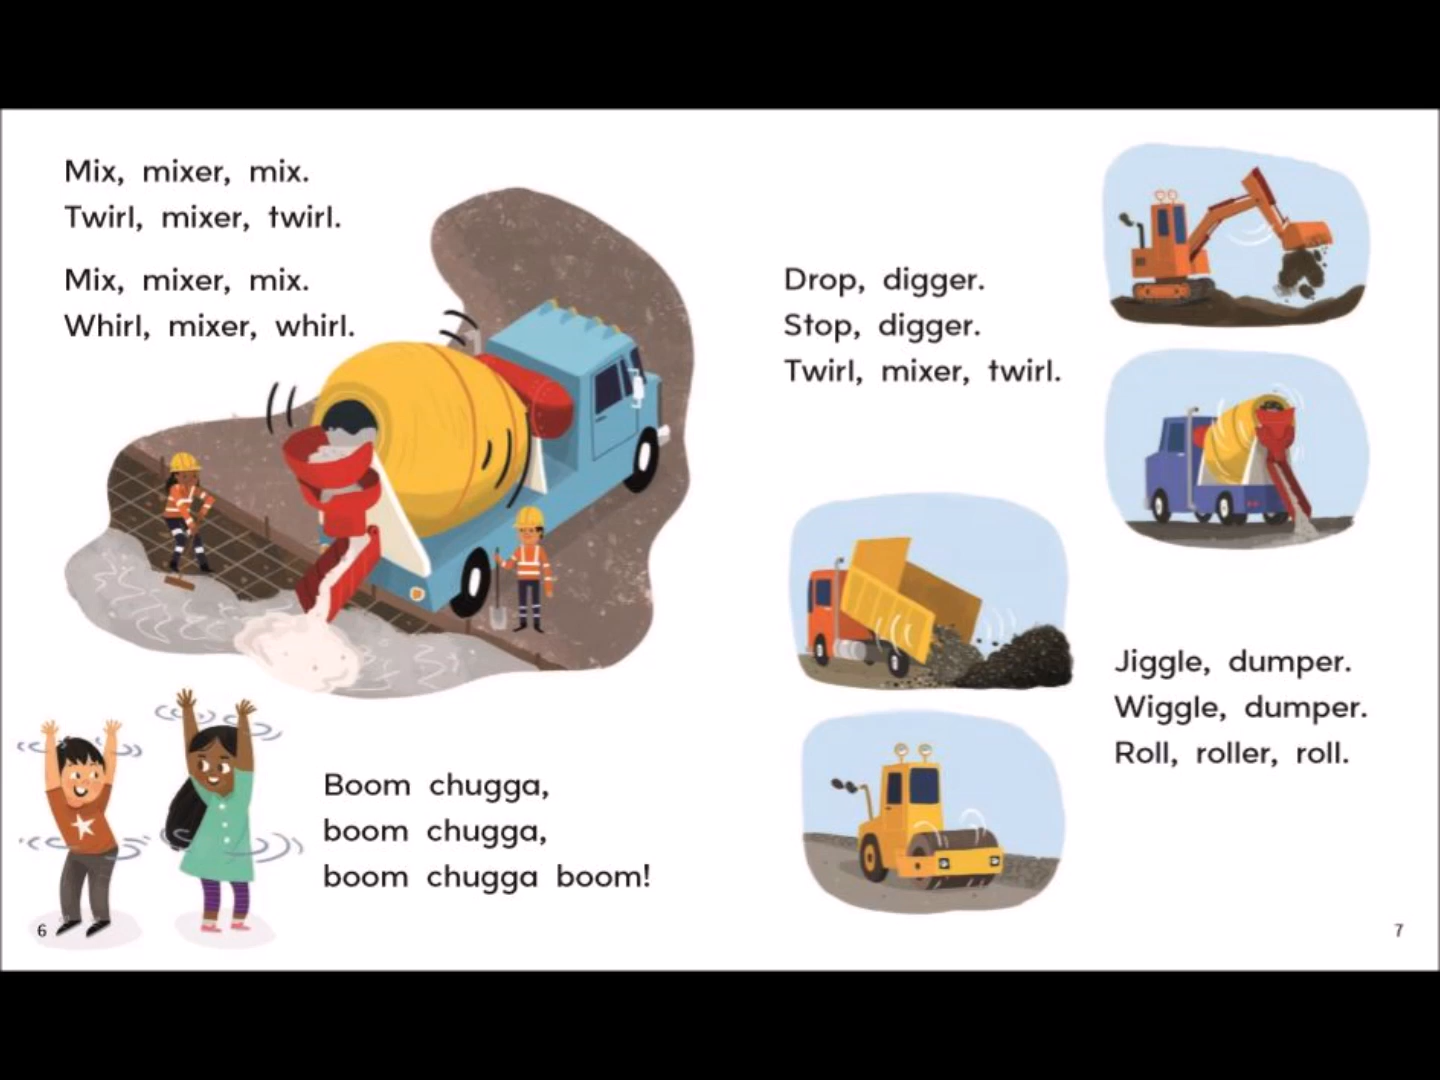 Mix, mixer, mix.
Twirl, mixer, twirl.
Mix, mixer, mix.
Whirl, mixer, whirl.
Boom chugga,
boom chugga,
boom chugga boom!
6
Drop, digger.
Stop, digger.
Twirl, mixer, twirl.
Jiggle, dumper.
Wiggle, dumper.
Roll, roller, roll.
7